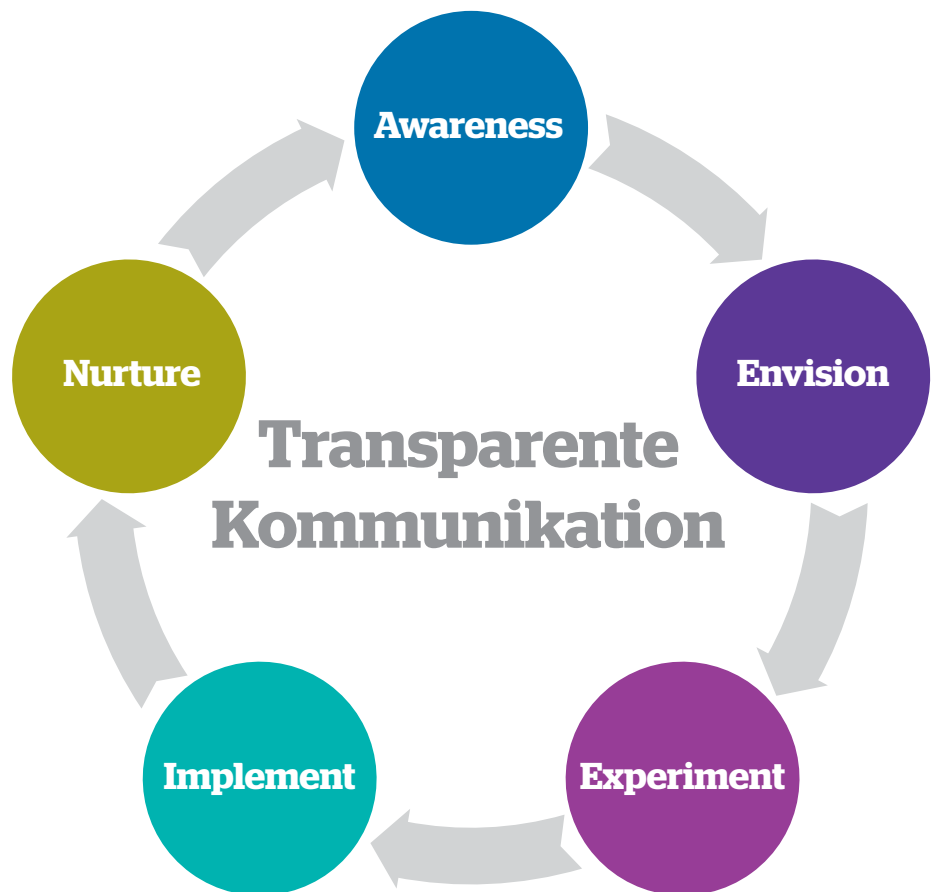 Awareness
Envision
Experiment
Implement
Nurture
Transparente
Kommunikation